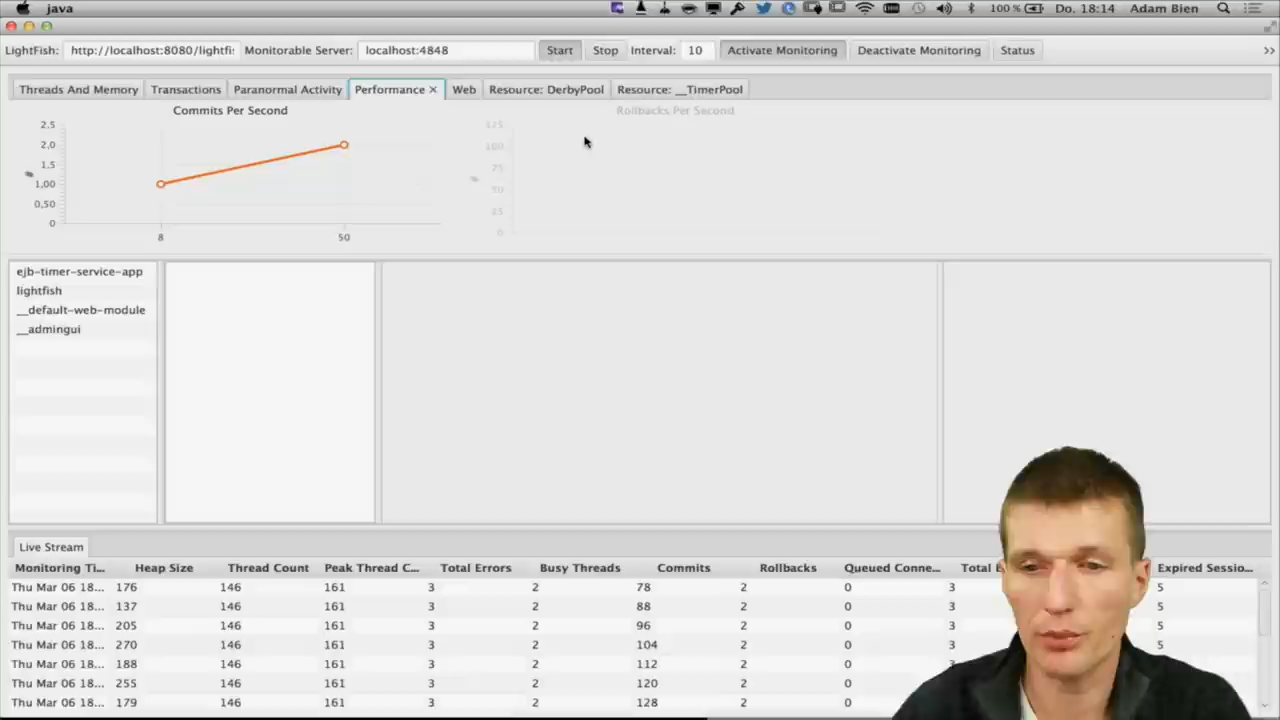 java 100 % Do. 18:14 Adam Bien
LightFish: http://localhost:8080/lightfi: Monitorable Server: localhost:4848 Start Stop Interval: 10 Activate Monitoring Deactivate Monitoring Status >>
Threads And Memory Transactions Paranormal Activity Performance × Web Resource: DerbyPool Resource: __TimerPool
Commits Per Second Rollbacks Per Second
2,5 125
2,0 100
1,5 75
# #
1,00 50
0,50 25
0 0
8 50
ejb-timer-service-app
lightfish
__default-web-module
__admingui
Live Stream
Monitoring Ti... Heap Size Thread Count Peak Thread C... Total Errors Busy Threads Commits Rollbacks Queued Conne... Total E Expired Sessio...
Thu Mar 06 18... 176 146 161 3 2 78 2 0 3 5
Thu Mar 06 18... 137 146 161 3 2 88 2 0 3 5
Thu Mar 06 18... 205 146 161 3 2 96 2 0 3 5
Thu Mar 06 18... 270 146 161 3 2 104 2 0 3 5
Thu Mar 06 18... 188 146 161 3 2 112 2 0
Thu Mar 06 18... 255 146 161 3 2 120 2 0
Thu Mar 06 18... 179 146 161 3 2 128 2 0